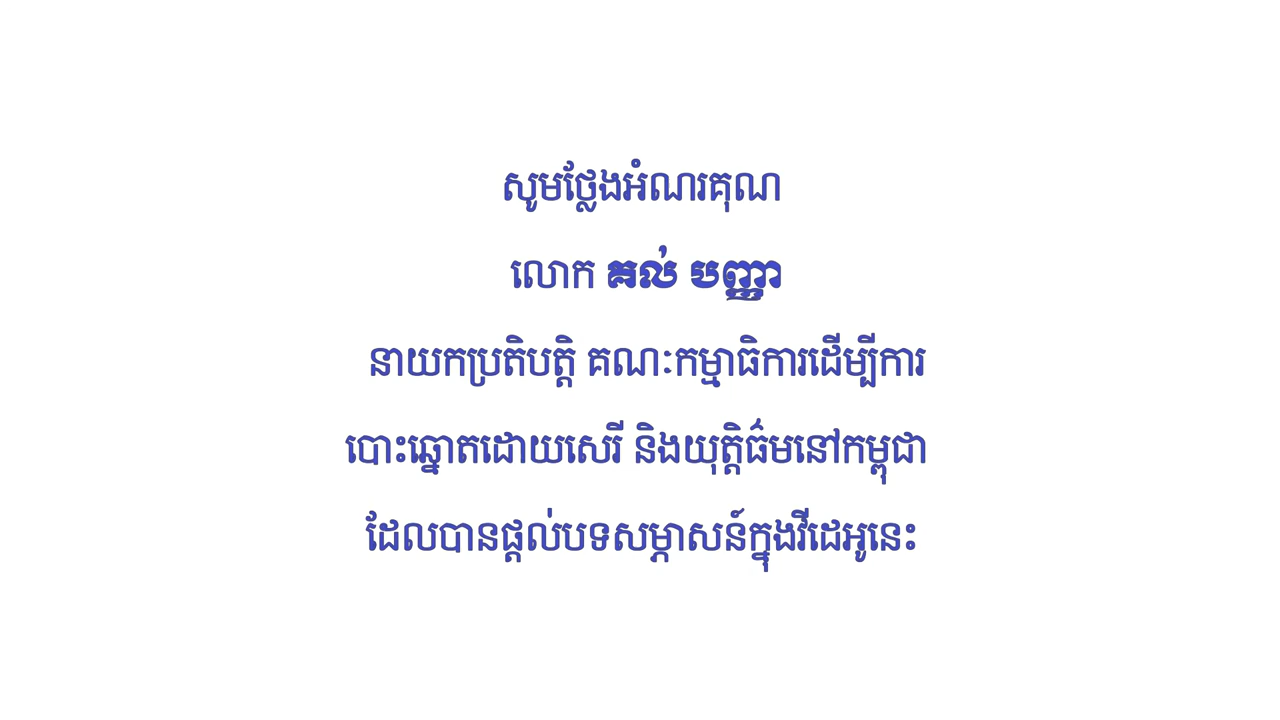 សូមថ្លែងអំណរគុណ
លោក គល់ បញ្ញា
នាយកប្រតិបត្តិ គណៈកម្មាធិការដើម្បីការ
បោះឆ្នោតដោយសេរី និងយុត្តិធ៌មនៅកម្ពុជា
ដែលបានផ្តល់បទសម្ភាសន៍ក្នុងវីដេអូនេះ